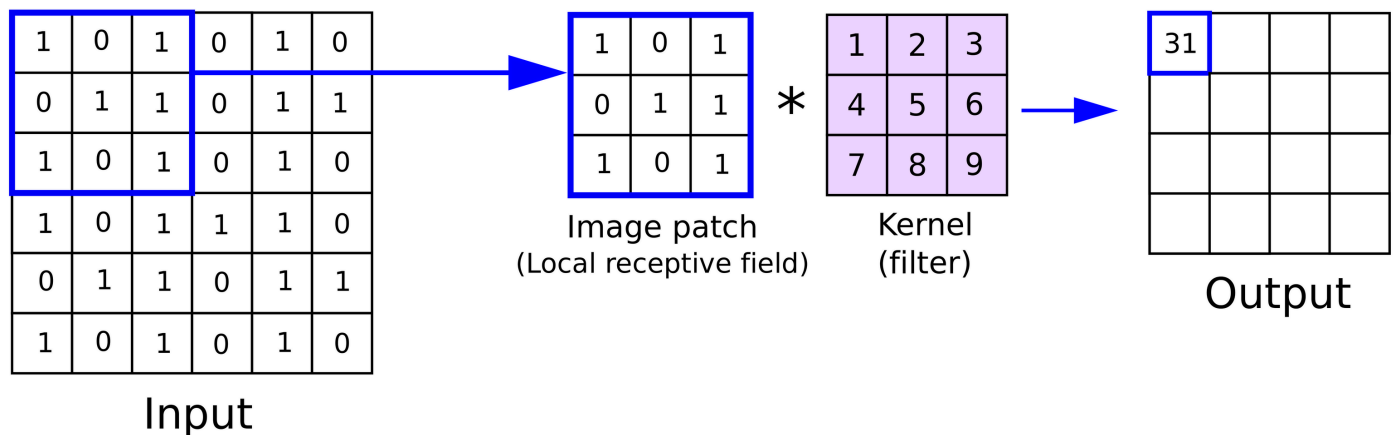 1 0 1 0 1 0
0 1 1 0 1 1
1 0 1 0 1 0
1 0 1 1 1 0
0 1 1 0 1 1
1 0 1 0 1 0
Input
1 0 1
0 1 1
1 0 1
Image patch
(Local receptive field)
*
1 2 3
4 5 6
7 8 9
Kernel
(filter)
31
Output